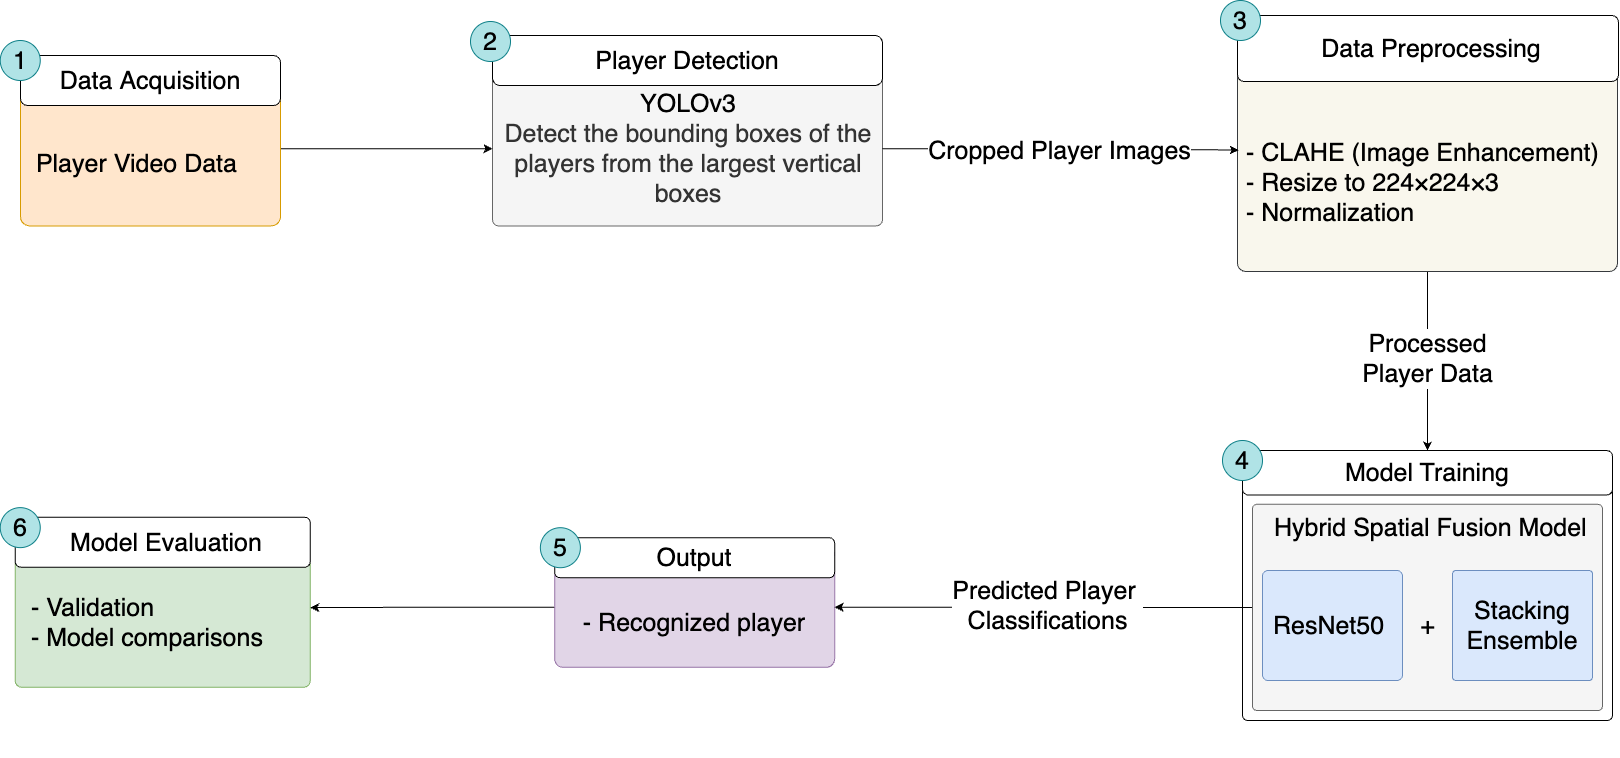 1
Data Acquisition
Player Video Data
2
Player Detection
YOLOv3
Detect the bounding boxes of the
players from the largest vertical
boxes
Cropped Player Images
3
Data Preprocessing
- CLAHE (Image Enhancement)
- Resize to 224×224×3
- Normalization
Processed
Player Data
4
Model Training
Hybrid Spatial Fusion Model
ResNet50
+
Stacking
Ensemble
Predicted Player
Classifications
5
Output
- Recognized player
6
Model Evaluation
- Validation
- Model comparisons